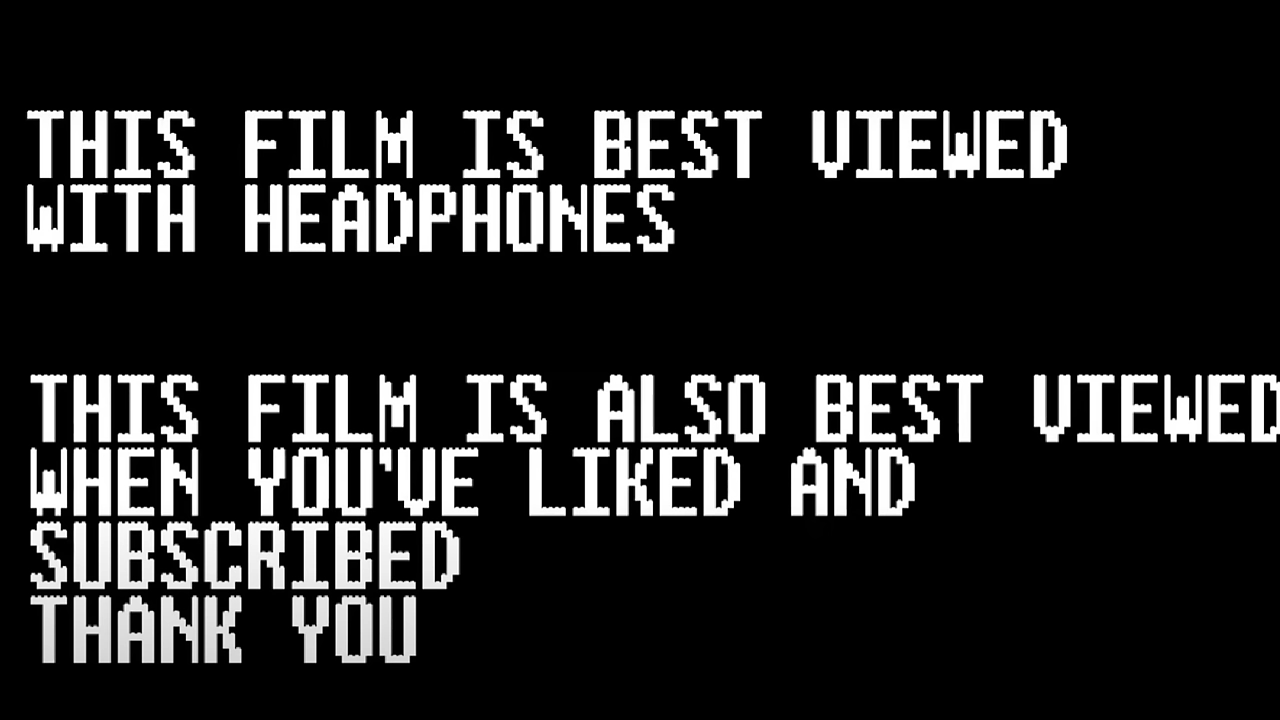 THIS FILM IS BEST VIEWED
WITH HEADPHONES
THIS FILM IS ALSO BEST VIEWED
WHEN YOU'VE LIKED AND
SUBSCRIBED
THANK YOU